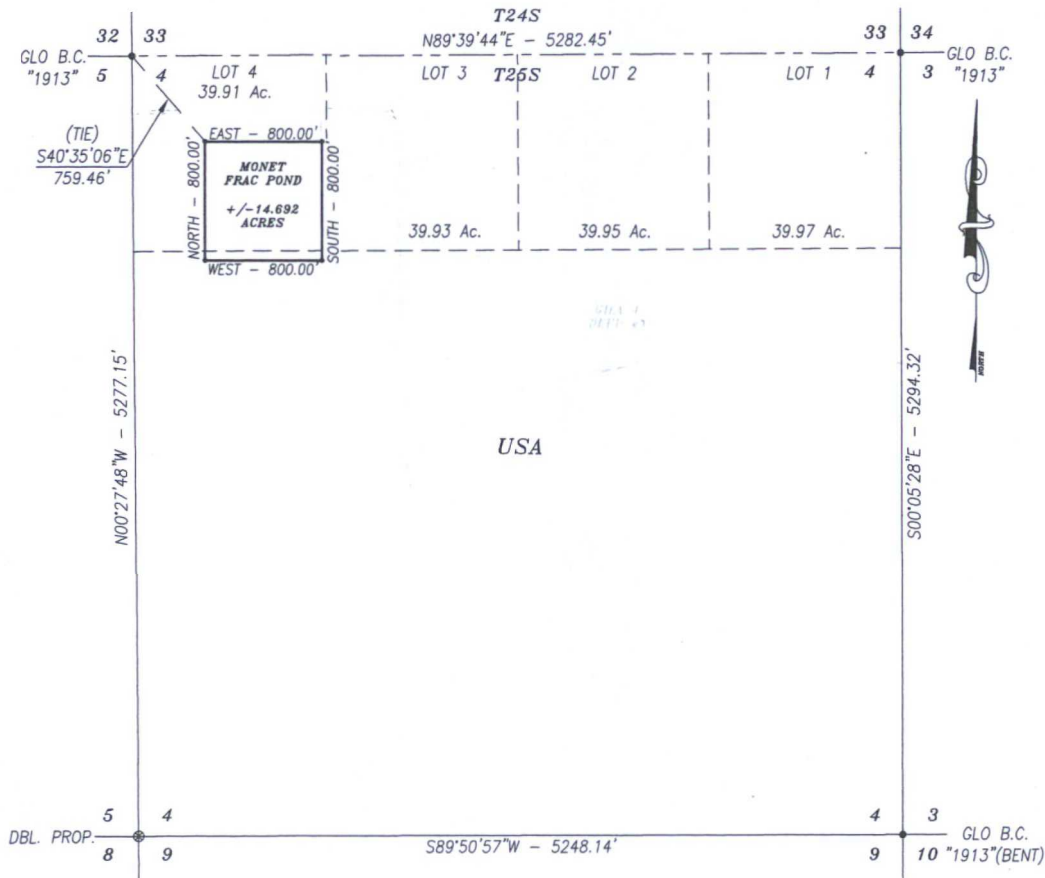 T24S
N89°39'44"E - 5282.45'
32 33
33 34
GLO B.C.
"1913"
5 4
LOT 4
39.91 Ac.
LOT 3
T25S
LOT 2
LOT 1
4 3
GLO B.C.
"1913"
(TIE)
S40°35'06"E
759.46'
EAST - 800.00'
NORTH - 800.00'
MONET
FRAC POND
+/-14.692
ACRES
SOUTH - 800.00'
WEST - 800.00'
39.93 Ac.
39.95 Ac.
39.97 Ac.
NORTH
N00°27'48"W - 5277.15'
USA
S00°05'28"E - 5294.32'
5 4
DBL. PROP.
8 9
S89°50'57"W - 5248.14'
4 3
GLO B.C.
9 10 "1913"(BENT)